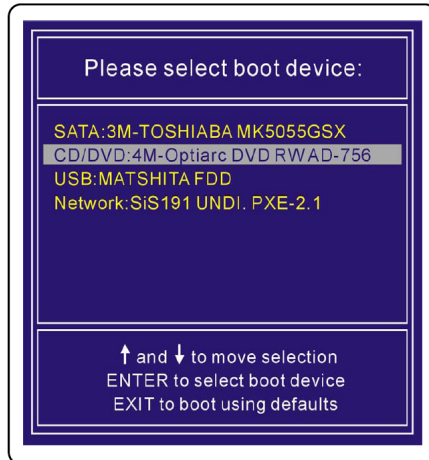 Please select boot device:
SATA:3M-TOSHIABA MK5055GSX
CD/DVD:4M-Optiarc DVD RWAD-756
USB:MATSHITA FDD
Network:SiS191 UNDI. PXE-2.1
↑ and ↓ to move selection
ENTER to select boot device
EXIT to boot using defaults